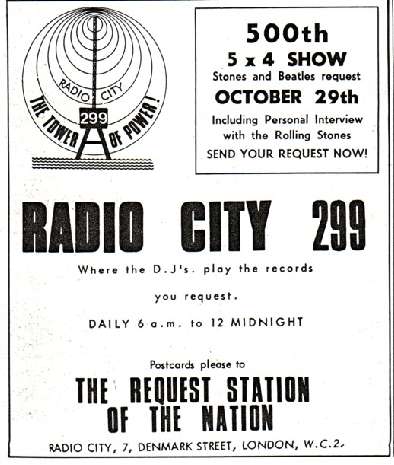 RADIO CITY
299
THE TOWER OF POWER!
500th
5 x 4 SHOW
Stones and Beatles request
OCTOBER 29th
Including Personal Interview
with the Rolling Stones
SEND YOUR REQUEST NOW!
RADIO CITY 299
Where the D.J's. play the records
you request.
DAILY 6 a.m. to 12 MIDNIGHT
Postcards please to
THE REQUEST STATION
OF THE NATION
RADIO CITY, 7, DENMARK STREET, LONDON, W.C.2.